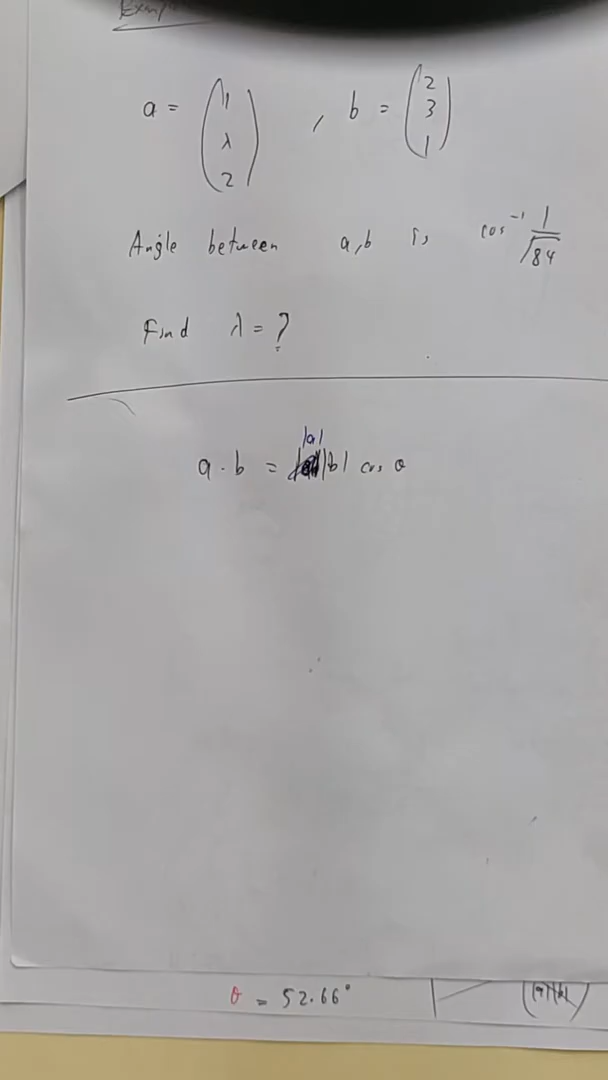 a = (1 λ 2) , b = (2 3 1)
Angle between a,b is cos⁻¹ 1/√84
Find λ = ?
a · b = |a| |b| cos θ
θ = 52.66°